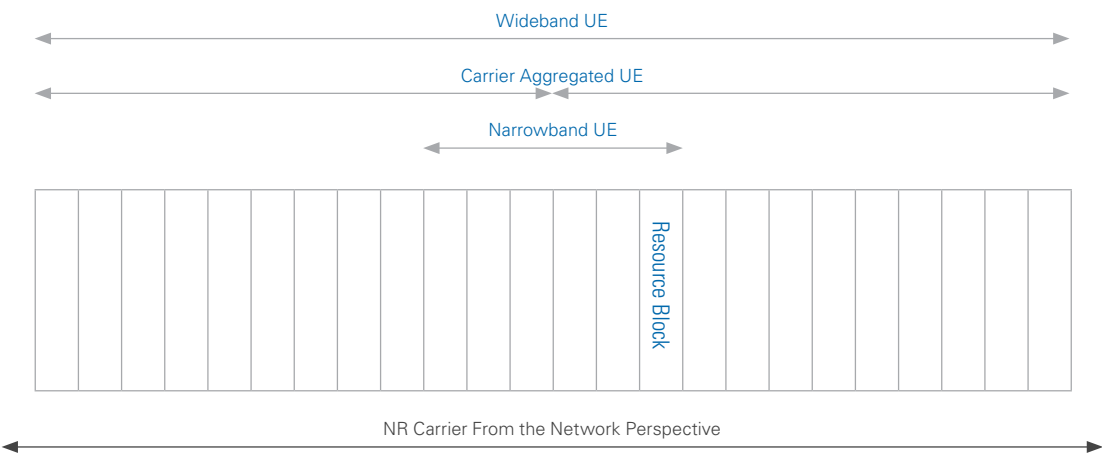 Wideband UE
Carrier Aggregated UE
Narrowband UE
Resource Block
NR Carrier From the Network Perspective